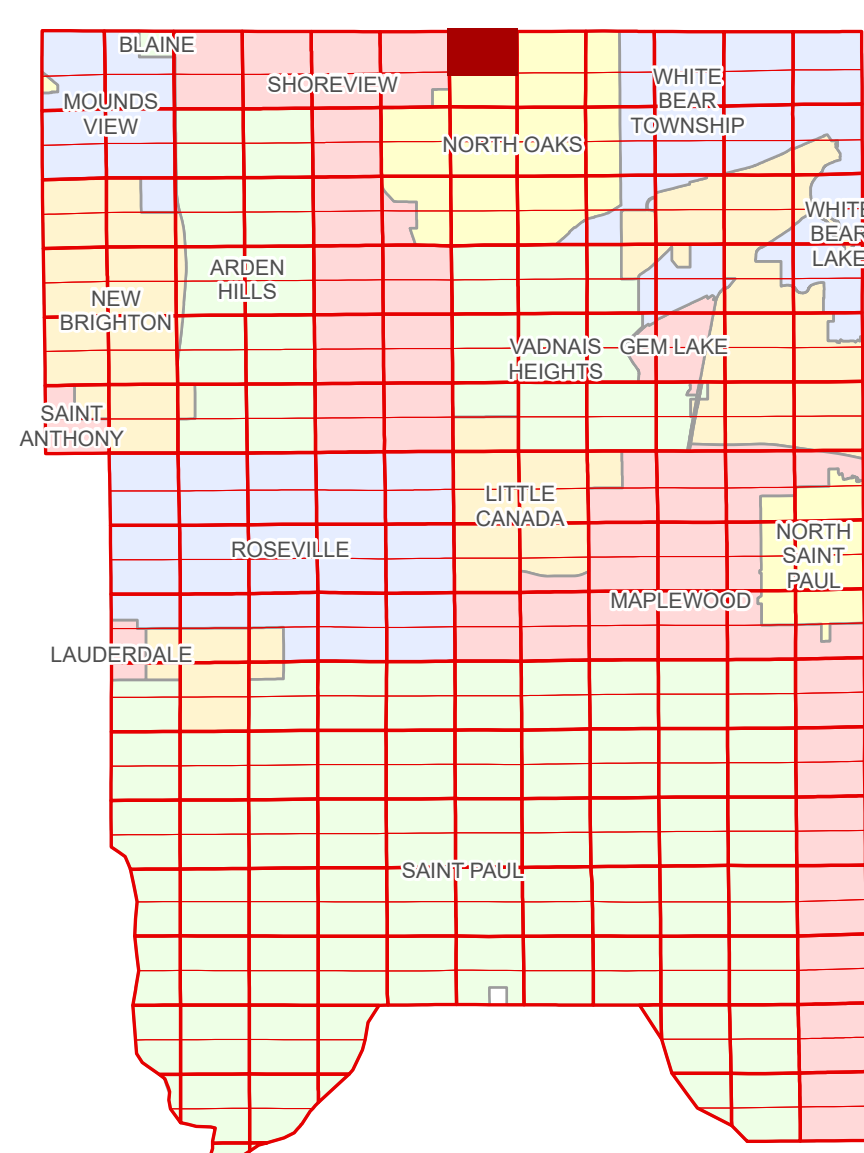 BLAINE
SHOREVIEW
WHITE
BEAR
TOWNSHIP
MOUNDS
VIEW
NORTH OAKS
WHITE
BEAR
LAKE
ARDEN
HILLS
NEW
BRIGHTON
VADNAIS
HEIGHTS
GEM LAKE
SAINT
ANTHONY
LITTLE
CANADA
NORTH
SAINT
PAUL
ROSEVILLE
MAPLEWOOD
LAUDERDALE
SAINT PAUL